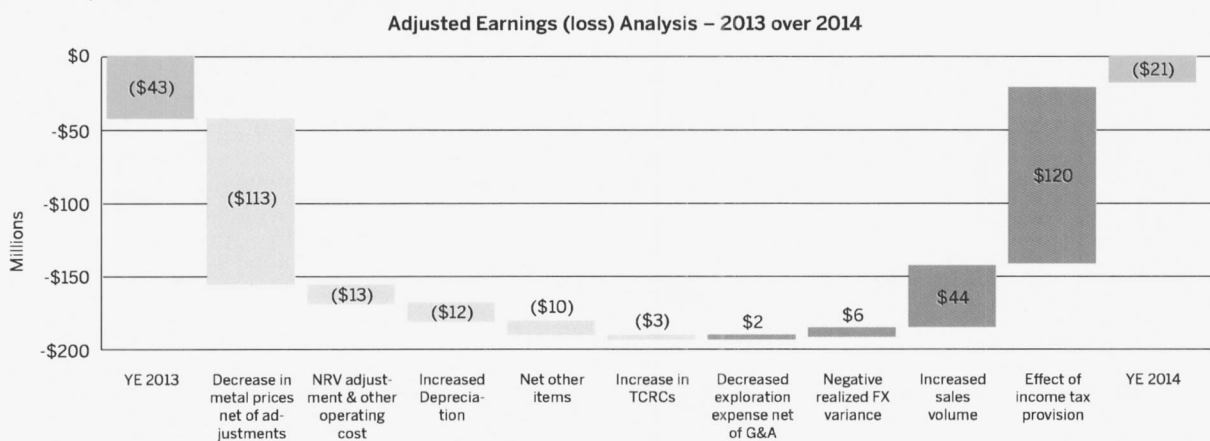 Adjusted Earnings (loss) Analysis – 2013 over 2014
Millions
$0
-$50
-$100
-$150
-$200
($43)
($113)
($13)
($12)
($10)
($3)
$2
$6
$44
$120
($21)
YE 2013
Decrease in
metal prices
net of ad-
justments
NRV adjust-
ment & other
operating
cost
Increased
Deprecia-
tion
Net other
items
Increase in
TCRCs
Decreased
exploration
expense net
of G&A
Negative
realized FX
variance
Increased
sales
volume
Effect of
income tax
provision
YE 2014